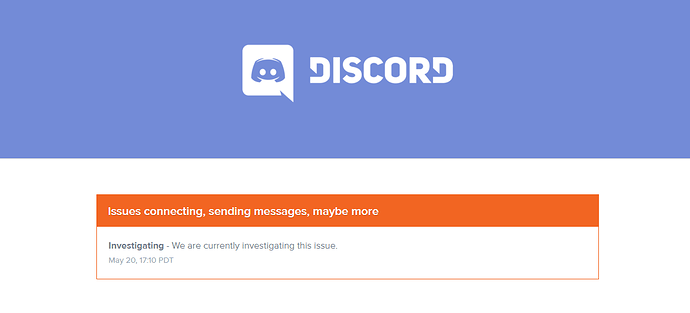 DISCORD
Issues connecting, sending messages, maybe more
Investigating - We are currently investigating this issue.
May 20, 17:10 PDT